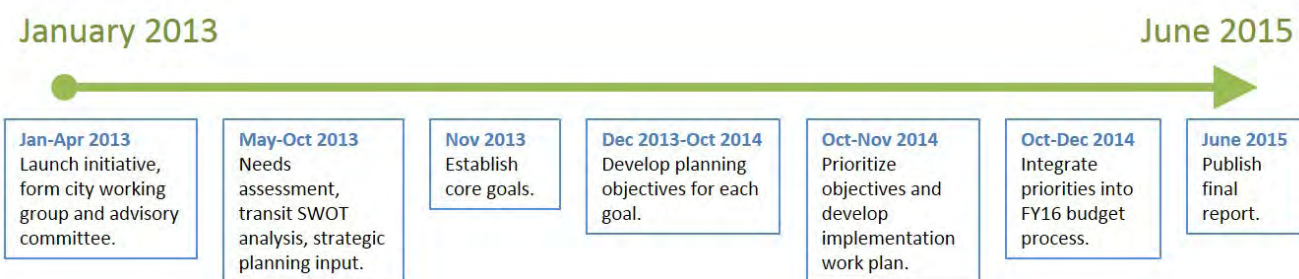 January 2013
June 2015
Jan-Apr 2013
Launch initiative,
form city working
group and advisory
committee.
May-Oct 2013
Needs
assessment,
transit SWOT
analysis, strategic
planning input.
Nov 2013
Establish
core goals.
Dec 2013-Oct 2014
Develop planning
objectives for each
goal.
Oct-Nov 2014
Prioritize
objectives and
develop
implementation
work plan.
Oct-Dec 2014
Integrate
priorities into
FY16 budget
process.
June 2015
Publish
final
report.